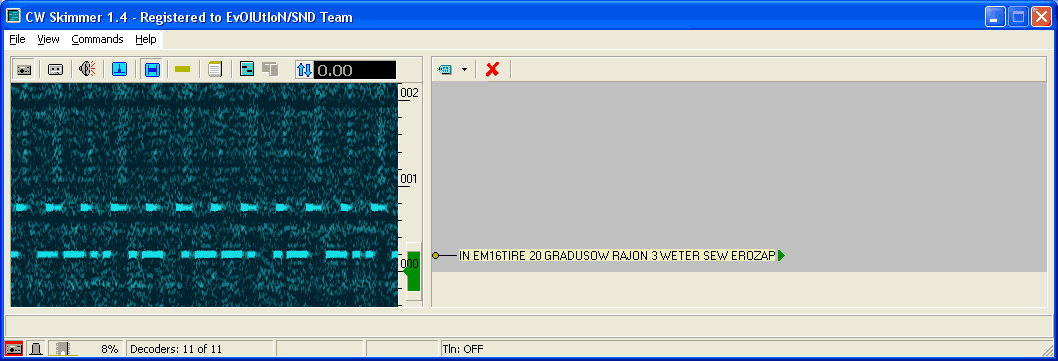 CW Skimmer 1.4 - Registered to EvOlUtIoN/SND Team
File View Commands Help
0.00
002
001
000
IN EM16TIRE 20 GRADUSOW RAJON 3 WETER SEW EROZAP
8% Decoders: 11 of 11 Tln: OFF